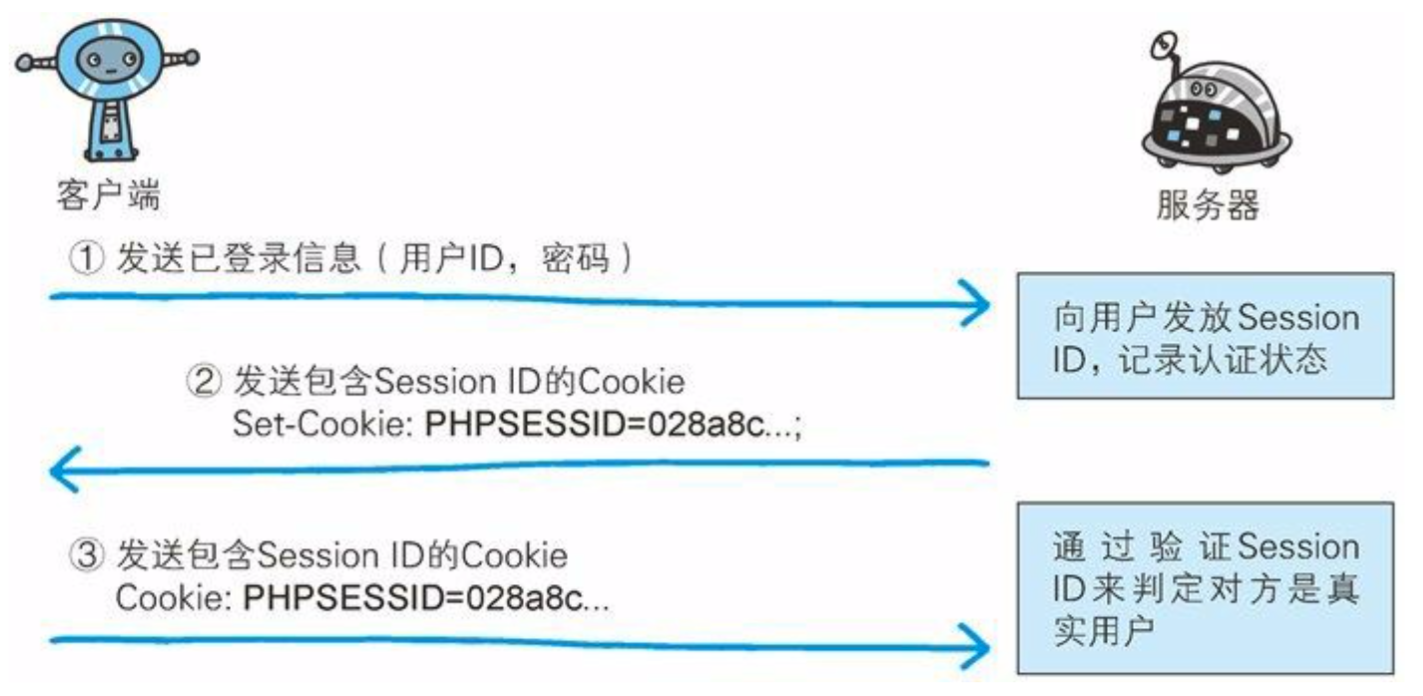 客户端
服务器
① 发送已登录信息（用户ID，密码）
向用户发放Session
ID，记录认证状态
② 发送包含Session ID的Cookie
Set-Cookie: PHPSESSID=028a8c...;
③ 发送包含Session ID的Cookie
Cookie: PHPSESSID=028a8c...
通过验证Session
ID来判定对方是真
实用户